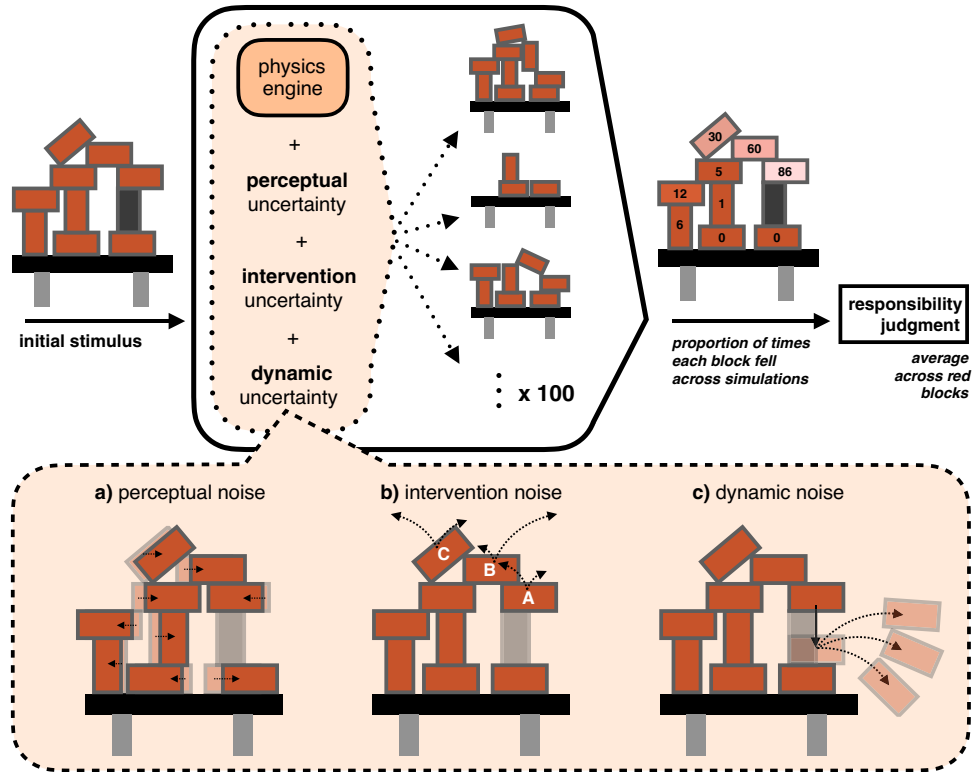 physics
engine
+
perceptual
uncertainty
+
intervention
uncertainty
+
dynamic
uncertainty
initial stimulus
x 100
30
60
5
86
12
1
6
0
0
proportion of times
each block fell
across simulations
responsibility
judgment
average
across red
blocks
a) perceptual noise
b) intervention noise
C
B
A
c) dynamic noise